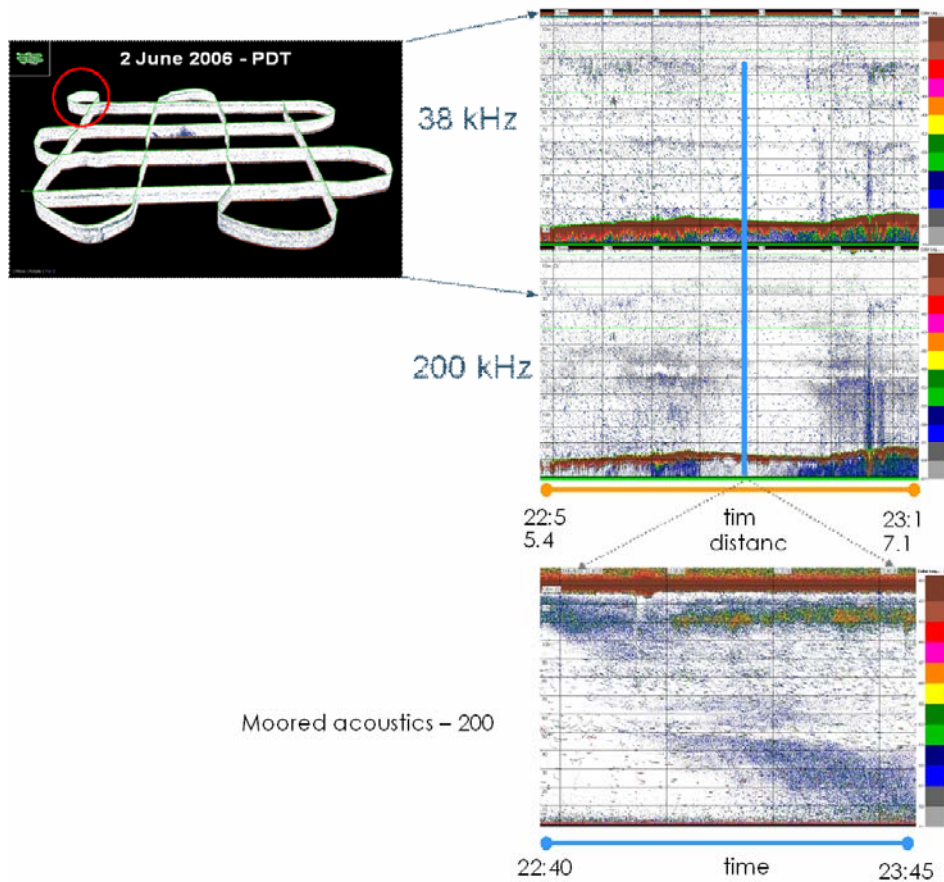 2 June 2006 - PDT
38 kHz
200 kHz
22:5 tim 23:1
5.4 distanc 7.1
Moored acoustics – 200
22:40 time 23:45